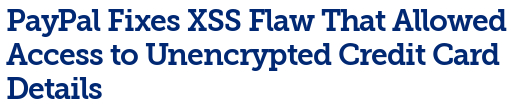 PayPal Fixes XSS Flaw That Allowed
Access to Unencrypted Credit Card
Details